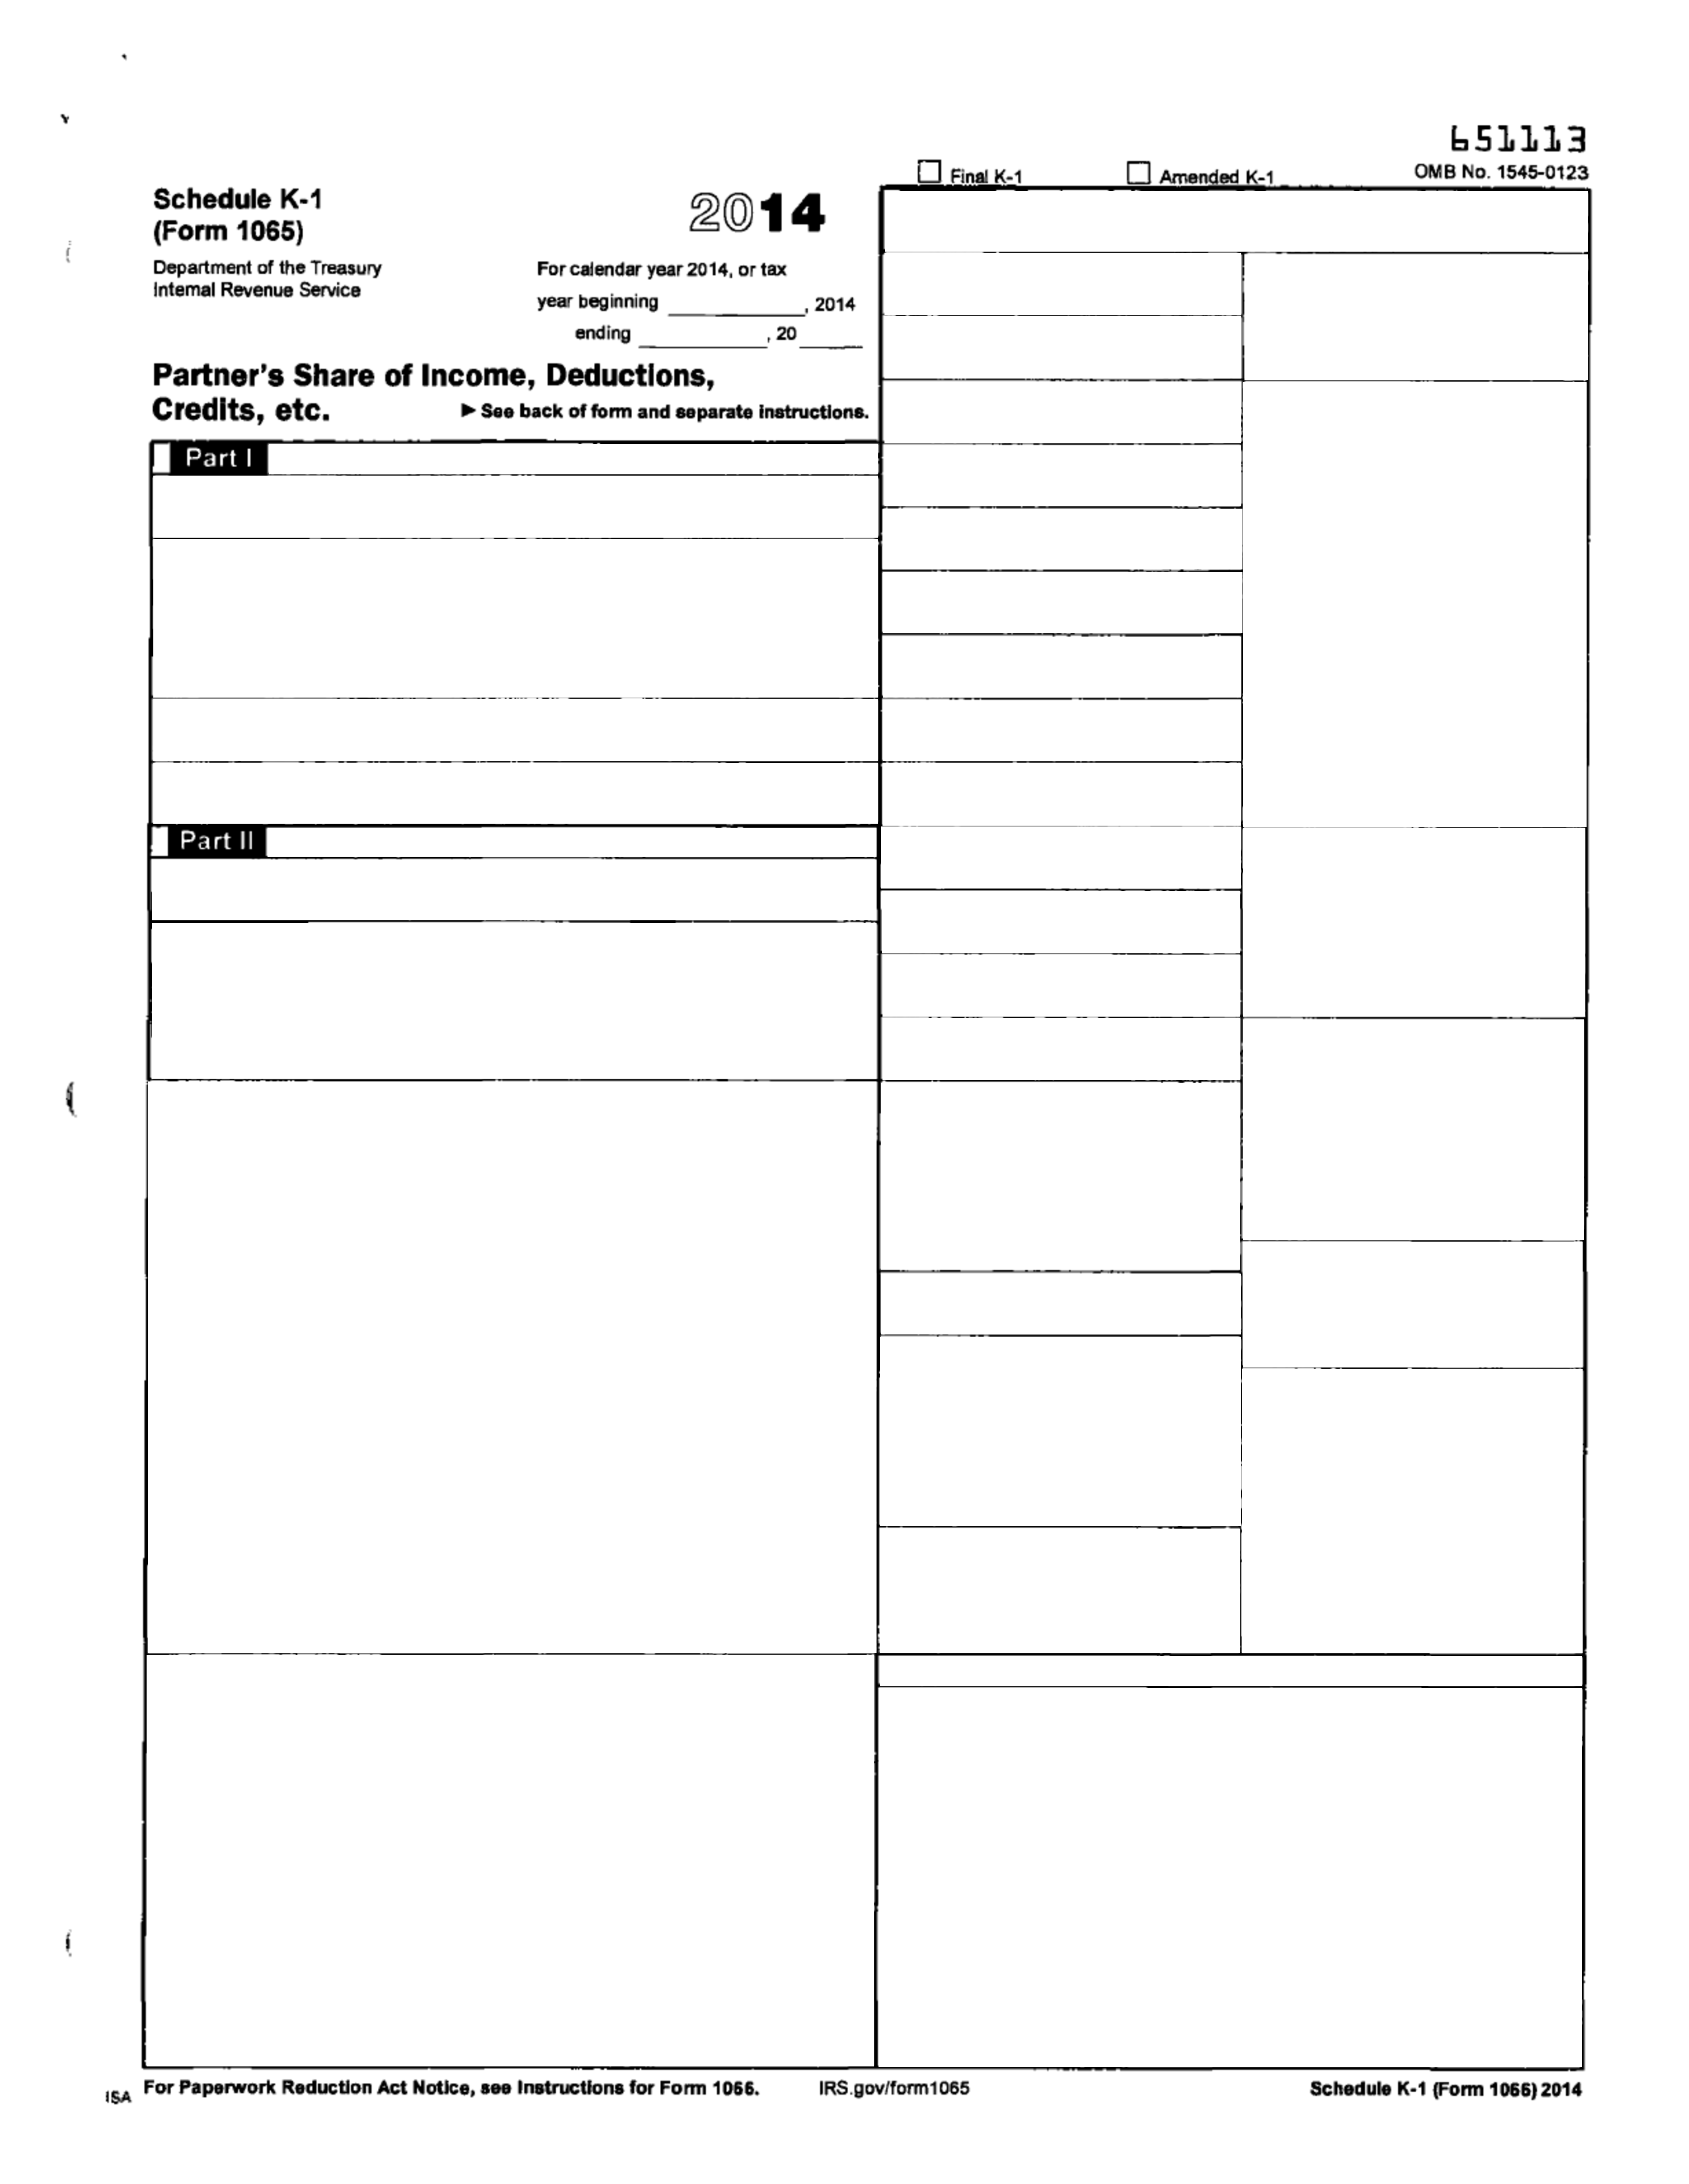 651113
Final K-1 Amended K-1 OMB No. 1545-0123
Schedule K-1
(Form 1065)
2014
Department of the Treasury
Internal Revenue Service
For calendar year 2014, or tax
year beginning , 2014
ending , 20
Partner's Share of Income, Deductions,
Credits, etc. ▶ See back of form and separate instructions.
Part I
Part II
ISA For Paperwork Reduction Act Notice, see Instructions for Form 1065. IRS.gov/form1065 Schedule K-1 (Form 1065) 2014